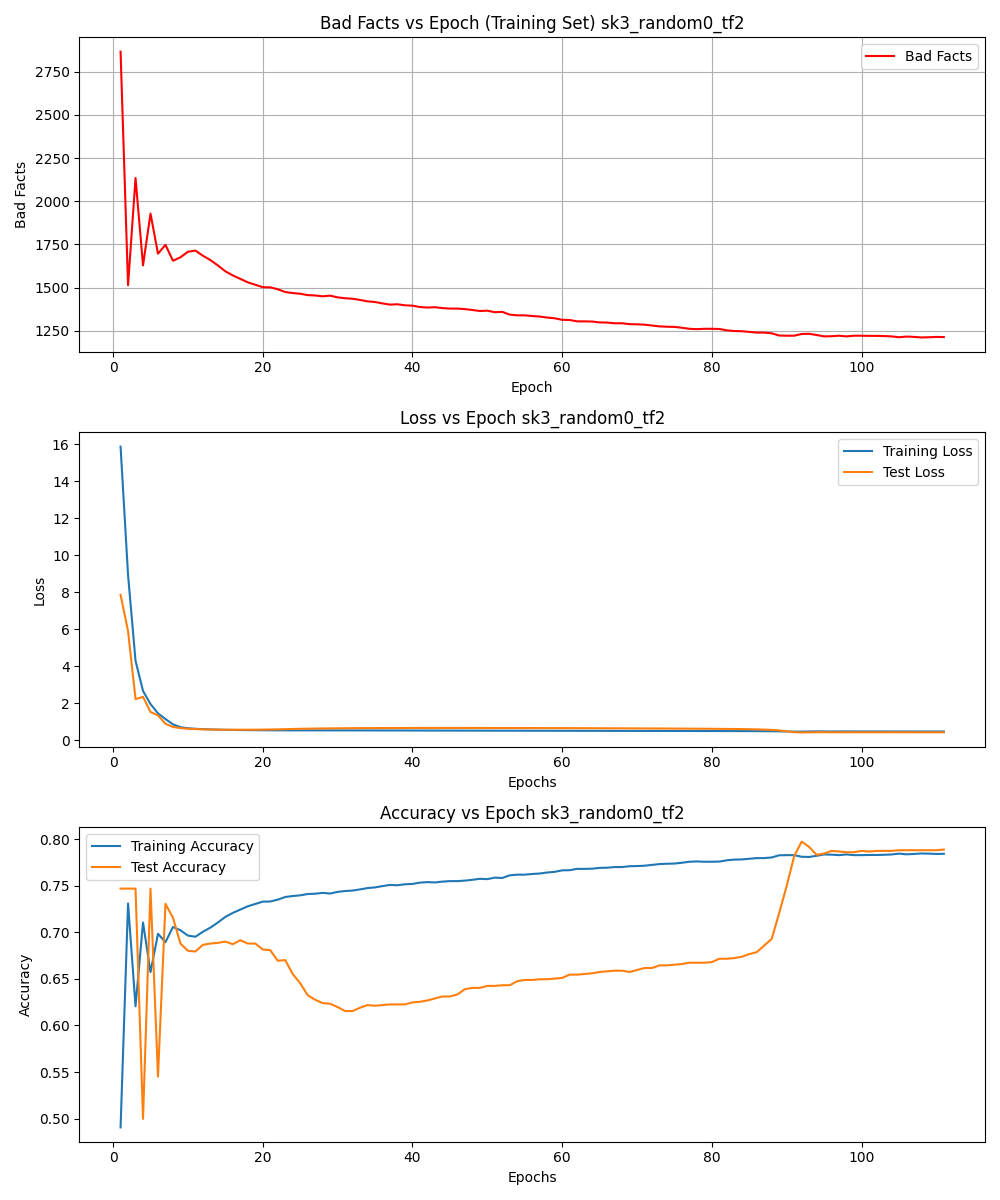 Bad Facts vs Epoch (Training Set) sk3_random0_tf2
Bad Facts
2750
2500
2250
2000
1750
1500
1250
Bad Facts
0 20 40 60 80 100
Epoch
Loss vs Epoch sk3_random0_tf2
Training Loss
Test Loss
16
14
12
10
8
6
4
2
0
Loss
0 20 40 60 80 100
Epochs
Accuracy vs Epoch sk3_random0_tf2
Training Accuracy
Test Accuracy
0.80
0.75
0.70
0.65
0.60
0.55
0.50
Accuracy
0 20 40 60 80 100
Epochs